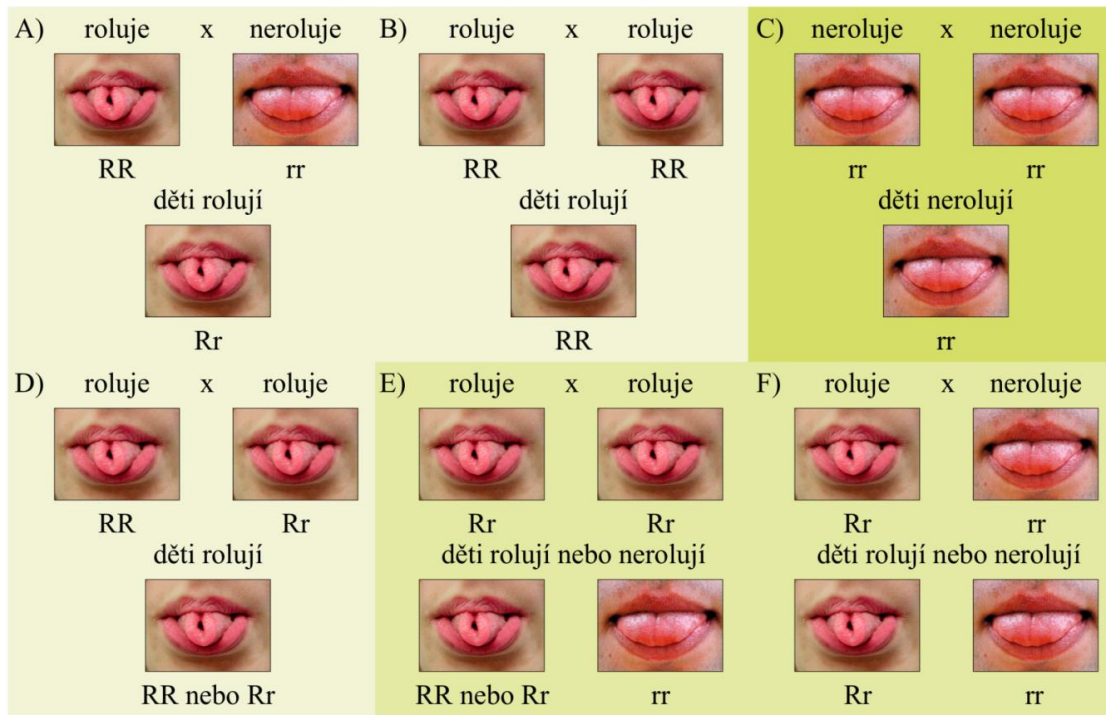 A) roluje x neroluje
RR rr
děti rolují
Rr
B) roluje x roluje
RR RR
děti rolují
RR
C) neroluje x neroluje
rr rr
děti nerolují
rr
D) roluje x roluje
RR Rr
děti rolují
RR nebo Rr
E) roluje x roluje
Rr Rr
děti rolují nebo nerolují
RR nebo Rr rr
F) roluje x neroluje
Rr rr
děti rolují nebo nerolují
Rr rr